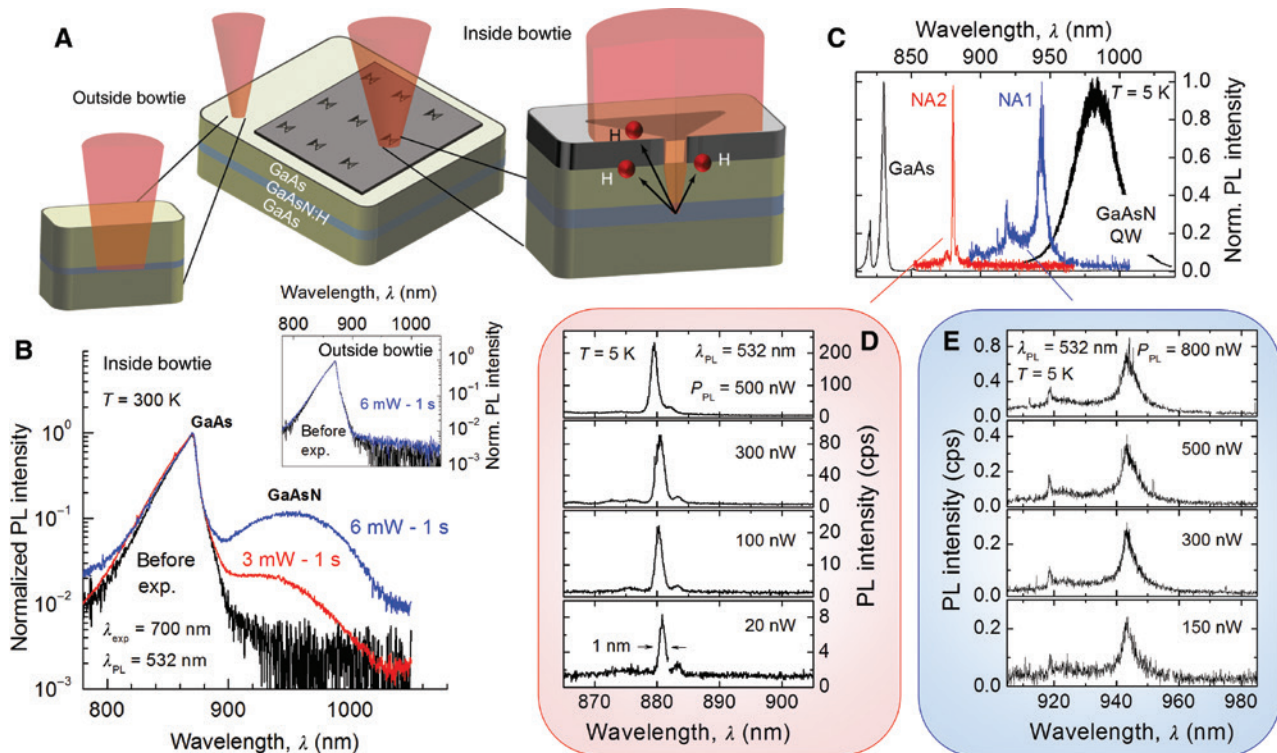 A
Outside bowtie
Inside bowtie
GaAs
GaAsN:H
GaAs
H
H
H
B
Inside bowtie
T = 300 K
GaAs
GaAsN
6 mW - 1 s
3 mW - 1 s
Before
exp.
λexp = 700 nm
λPL = 532 nm
Normalized PL intensity
10⁰
10⁻¹
10⁻²
10⁻³
800 900 1000
Wavelength, λ (nm)
Wavelength, λ (nm)
800 900 1000
Outside bowtie
6 mW - 1 s
Before
exp.
10⁰
10⁻¹
10⁻²
10⁻³
Norm. PL intensity
C
Wavelength, λ (nm)
850 900 950 1000
NA2
NA1
T = 5 K
GaAs
GaAsN
QW
1.0
0.8
0.6
0.4
0.2
0.0
Norm. PL intensity
D
T = 5 K
λPL = 532 nm
PPL = 500 nW
200
100
0
300 nW
80
40
0
100 nW
20
10
0
20 nW
1 nm
8
4
0
PL intensity (cps)
870 880 890 900
Wavelength, λ (nm)
E
λPL = 532 nm
PPL = 800 nW
T = 5 K
0.8
0.4
0.0
500 nW
0.4
0.2
0.0
300 nW
0.2
0.0
150 nW
0.2
0.0
PL intensity (cps)
920 940 960 980
Wavelength, λ (nm)